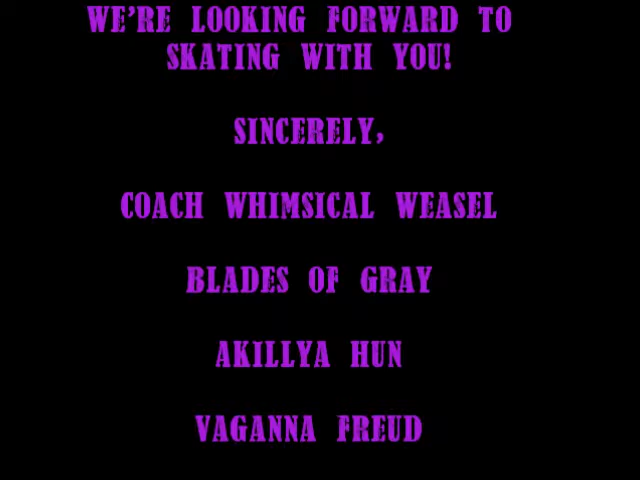 WE'RE LOOKING FORWARD TO
SKATING WITH YOU!
SINCERELY,
COACH WHIMSICAL WEASEL
BLADES OF GRAY
AKILLYA HUN
VAGANNA FREUD